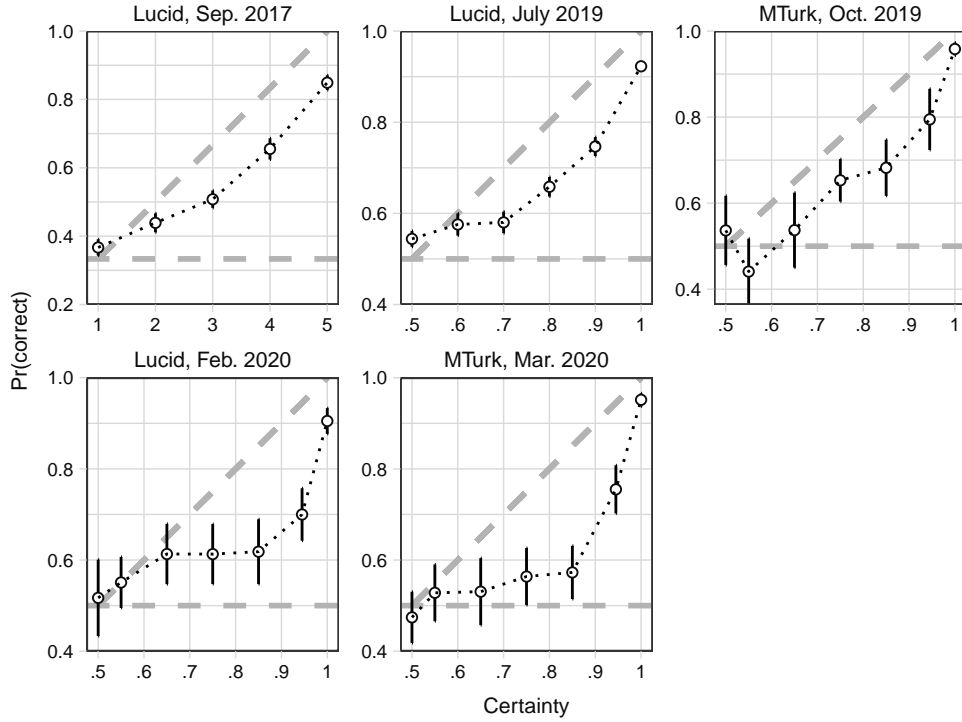 Lucid, Sep. 2017
1.0
0.8
0.6
0.4
0.2
1 2 3 4 5
Lucid, July 2019
1.0
0.8
0.6
0.4
.5 .6 .7 .8 .9 1
MTurk, Oct. 2019
1.0
0.8
0.6
0.4
.5 .6 .7 .8 .9 1
Pr(correct)
Lucid, Feb. 2020
1.0
0.8
0.6
0.4
.5 .6 .7 .8 .9 1
MTurk, Mar. 2020
1.0
0.8
0.6
0.4
.5 .6 .7 .8 .9 1
Certainty